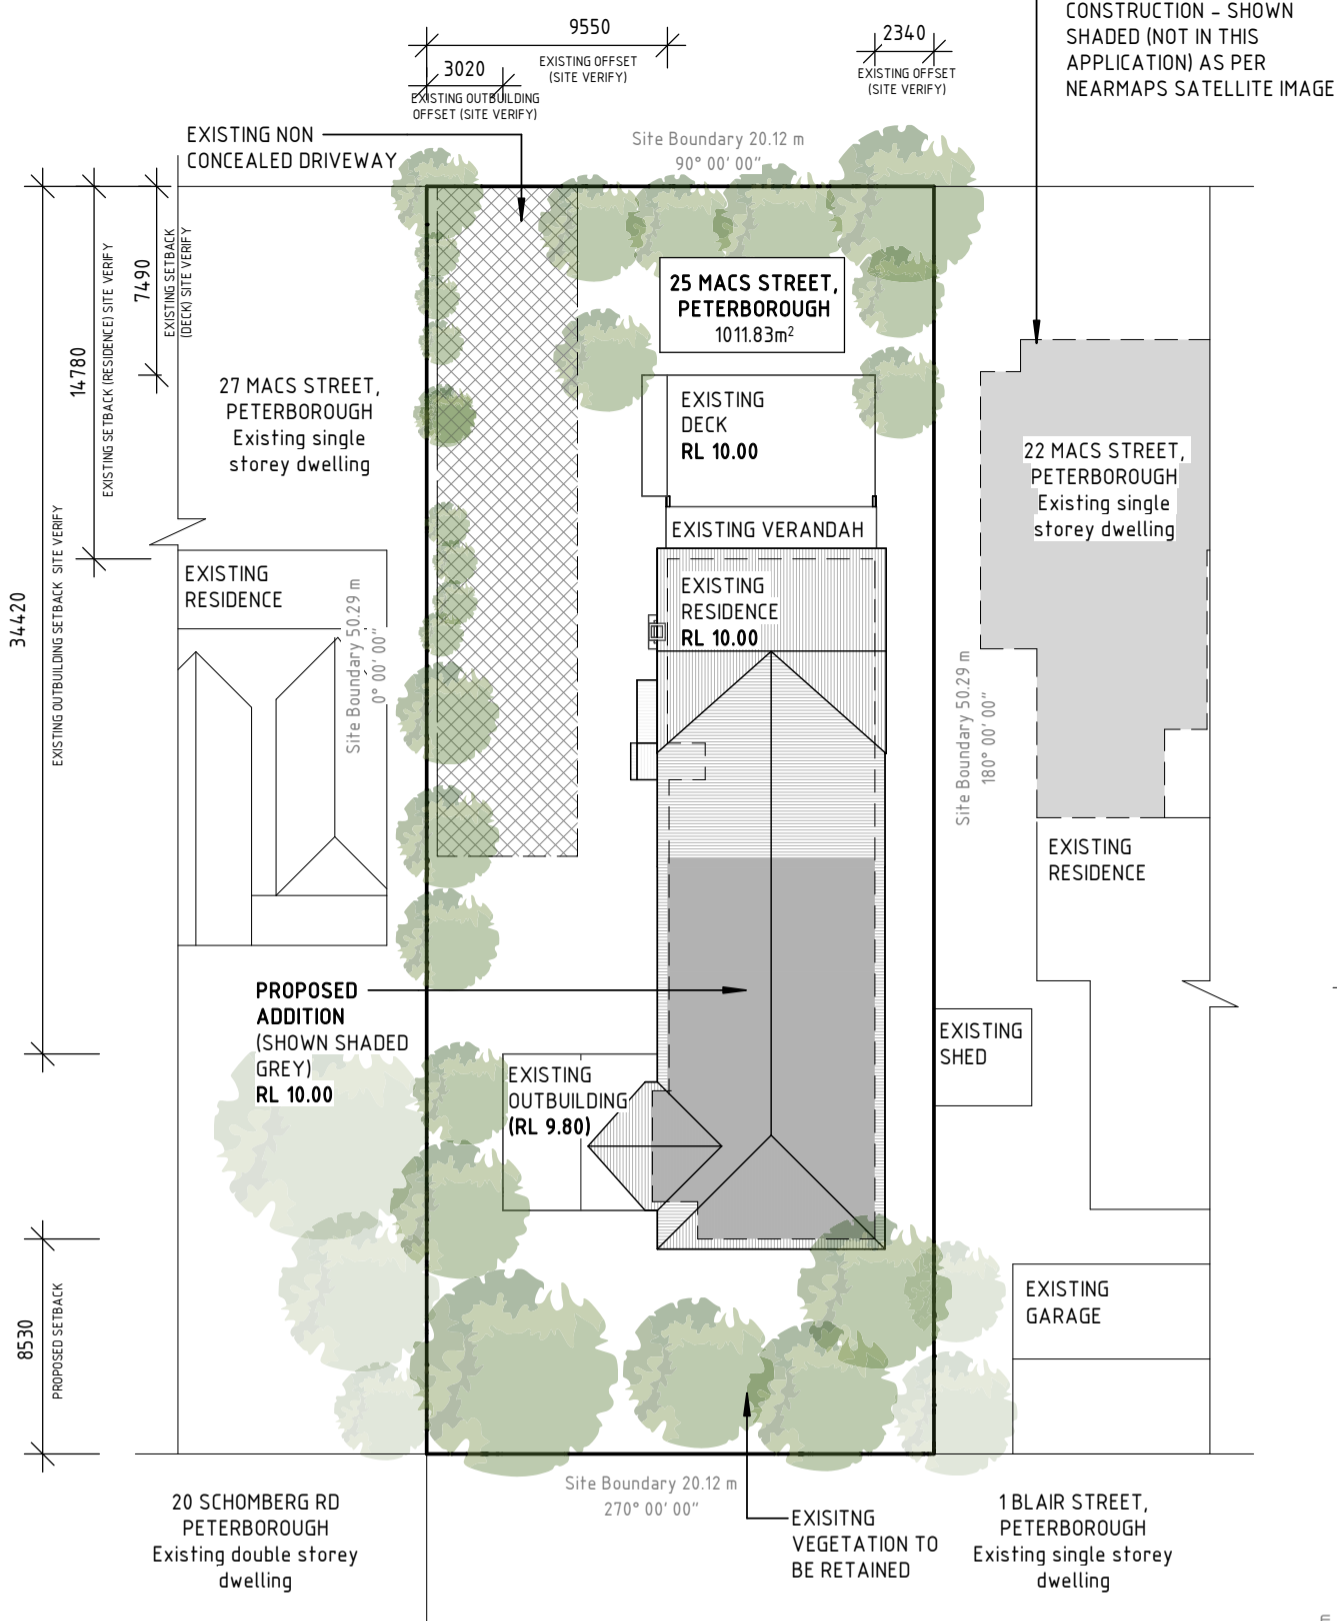 CONSTRUCTION - SHOWN
SHADED (NOT IN THIS
APPLICATION) AS PER
NEARMAPS SATELLITE IMAGE
9550
EXISTING OFFSET
(SITE VERIFY)
2340
EXISTING OFFSET
(SITE VERIFY)
3020
EXISTING OUTBUILDING
OFFSET (SITE VERIFY)
EXISTING NON
CONCEALED DRIVEWAY
Site Boundary 20.12 m
90° 00' 00"
7490
EXISTING SETBACK
(DECK) SITE VERIFY
14780
EXISTING SETBACK (RESIDENCE) SITE VERIFY
34420
EXISTING OUTBUILDING SETBACK SITE VERIFY
25 MACS STREET,
PETERBOROUGH
1011.83m²
27 MACS STREET,
PETERBOROUGH
Existing single
storey dwelling
EXISTING
DECK
RL 10.00
22 MACS STREET,
PETERBOROUGH
Existing single
storey dwelling
EXISTING VERANDAH
EXISTING
RESIDENCE
EXISTING
RESIDENCE
RL 10.00
Site Boundary 50.29 m
0° 00' 00"
Site Boundary 50.29 m
180° 00' 00"
EXISTING
RESIDENCE
PROPOSED
ADDITION
(SHOWN SHADED
GREY)
RL 10.00
EXISTING
SHED
EXISTING
OUTBUILDING
(RL 9.80)
8530
PROPOSED SETBACK
EXISTING
GARAGE
Site Boundary 20.12 m
270° 00' 00"
20 SCHOMBERG RD
PETERBOROUGH
Existing double storey
dwelling
EXISITNG
VEGETATION TO
BE RETAINED
1 BLAIR STREET,
PETERBOROUGH
Existing single storey
dwelling
m